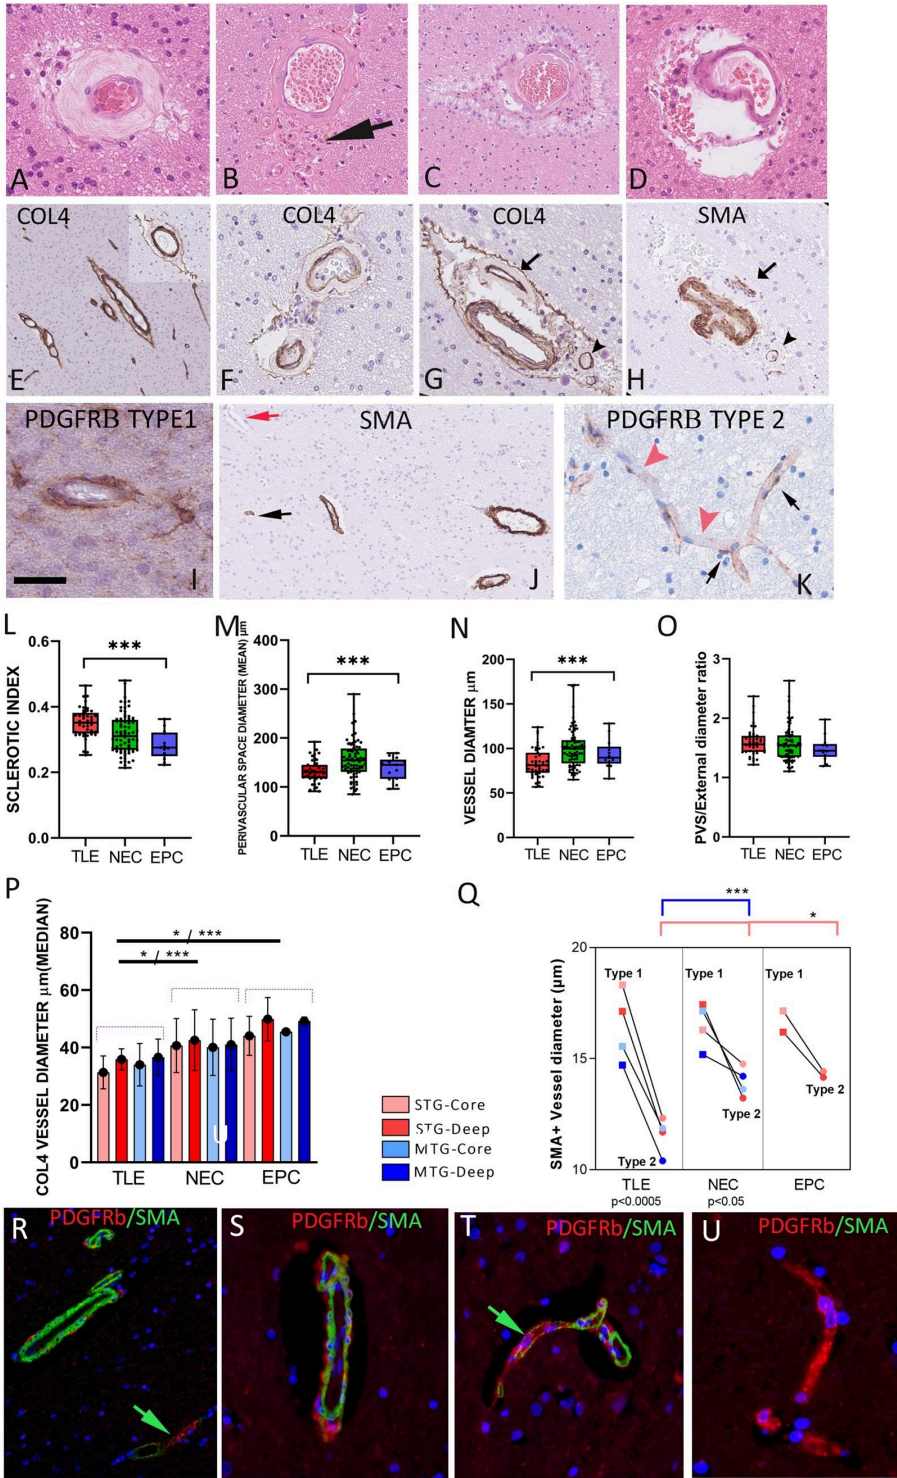 A
B
C
D
COL4
E
COL4
F
COL4
G
SMA
H
PDGFRB TYPE1
I
SMA
J
PDGFRB TYPE 2
K
L
SCLEROTIC INDEX
0.6
0.4
0.2
0.0
***
TLE NEC EPC
M
PERIVASCULAR SPACE DIAMETER (MEAN) μm
400
300
200
100
0
***
TLE NEC EPC
N
VESSEL DIAMTER μm
200
150
100
50
0
***
TLE NEC EPC
O
PVS/External diameter ratio
3
2
1
0
TLE NEC EPC
P
COL4 VESSEL DIAMETER μm(MEDIAN)
80
60
40
20
0
* / ***
* / ***
U
TLE NEC EPC
STG-Core
STG-Deep
MTG-Core
MTG-Deep
Q
***
*
SMA+ Vessel diameter (μm)
20
15
10
Type 1
Type 2
Type 1
Type 2
Type 1
Type 2
TLE NEC EPC
p<0.0005 p<0.05
R
PDGFRb/SMA
S
PDGFRb/SMA
T
PDGFRb/SMA
U
PDGFRb/SMA